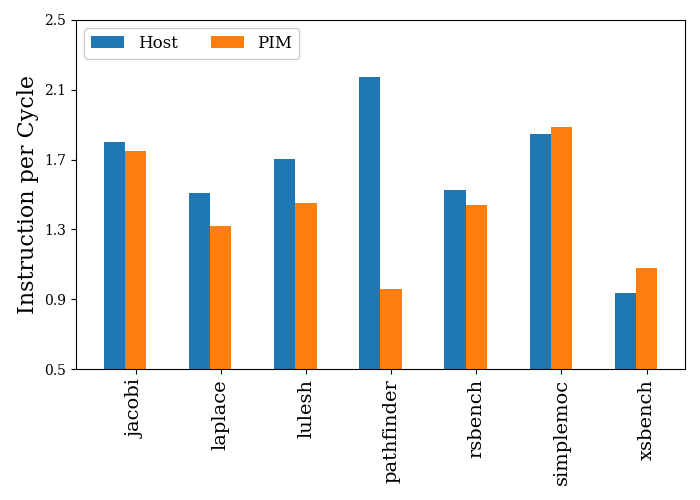 Instruction per Cycle
2.5
2.1
1.7
1.3
0.9
0.5
Host PIM
jacobi
laplace
lulesh
pathfinder
rsbench
simplemoc
xsbench